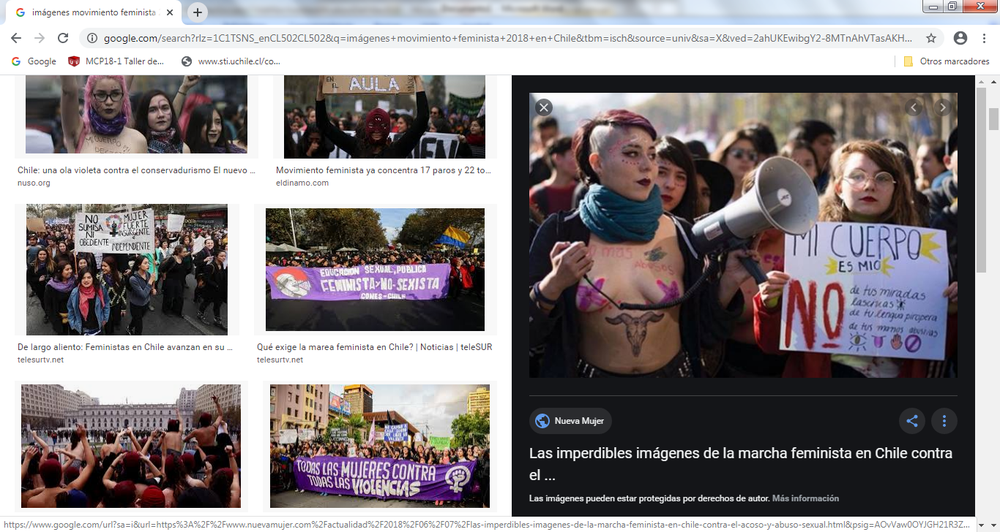 imágenes movimiento feminista
google.com/search?rlz=1C1TSNS_enCL502CL502&q=imágenes+movimiento+feminista+2018+en+Chile&tbm=isch&source=univ&sa=X&ved=2ahUKEwibgY2-8MTnAhVTasAKH...
Google
MCP18-1 Taller de...
www.sti.uchile.cl/co...
Otros marcadores
EN
EL
AULA
MI CUERPO
Chile: una ola violeta contra el conservadurismo El nuevo ...
nuso.org
Movimiento feminista ya concentra 17 paros y 22 to...
eldinamo.com
NO
SUMISA
NI
OBEDIENTE
MUJER
FUERTE
INSURGENTE
E INDEPENDIENTE
EDUCACION SEXUAL, PUBLICA
FEMINISTA Y NO-SEXISTA
CONES-CHILE
De largo aliento: Feministas en Chile avanzan en su ...
telesurtv.net
Qué exige la marea feminista en Chile? | Noticias | teleSUR
telesurtv.net
TODAS LAS MUJERES CONTRA
TODAS LAS VIOLENCIAS
no mas
abusos
MI CUERPO
ES MIO
NO
de tus miradas
lascivas
de tu lengua piropera
de tus manos abusivas
Nueva Mujer
Las imperdibles imágenes de la marcha feminista en Chile contra
el ...
Las imágenes pueden estar protegidas por derechos de autor. Más información
https://www.google.com/url?sa=i&url=https%3A%2F%2Fwww.nuevamujer.com%2Factualidad%2F2018%2F06%2F07%2Flas-imperdibles-imagenes-de-la-marcha-feminista-en-chile-contra-el-acoso-y-abuso-sexual.html&psig=AOvVaw0OYJGH21R3Z...